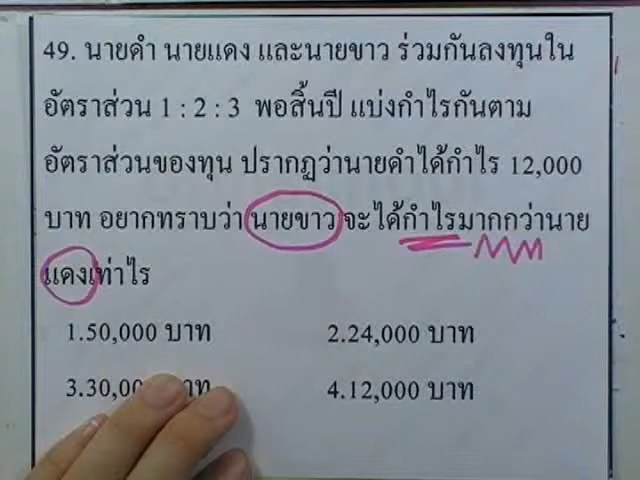 49. นายดำ นายแดง และนายขาว ร่วมกันลงทุนใน
อัตราส่วน 1 : 2 : 3 พอสิ้นปี แบ่งกำไรกันตาม
อัตราส่วนของทุน ปรากฏว่านายดำได้กำไร 12,000
บาท อยากทราบว่า นายขาว จะได้กำไรมากกว่านาย
แดงเท่าไร
1.50,000 บาท 2.24,000 บาท
3.30,00 บาท 4.12,000 บาท